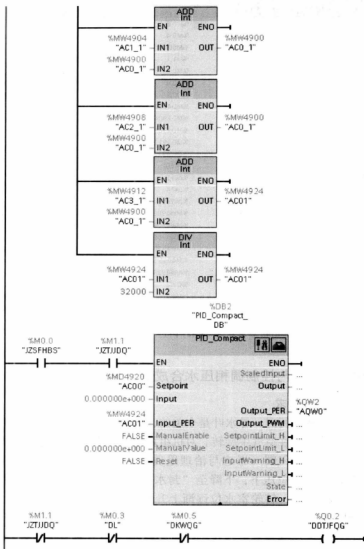 ADD
Int
EN ENO
%MW4904 %MW4900
"AC1_1" IN1 OUT "AC0_1"
%MW4900
"AC0_1" IN2
ADD
Int
EN ENO
%MW4908 %MW4900
"AC2_1" IN1 OUT "AC0_1"
%MW4900
"AC0_1" IN2
ADD
Int
EN ENO
%MW4912 %MW4924
"AC3_1" IN1 OUT "AC01"
%MW4900
"AC0_1" IN2
DIV
Int
EN ENO
%MW4924 %MW4924
"AC01" IN1 OUT "AC01"
32000 IN2
%DB2
"PID_Compact_
DB"
PID_Compact
%M0.0 %M1.1
"JZSFHBS" "JZTJJDQ"
EN ENO
%MD4920 ScaledInput ...
"AC00" Setpoint Output ...
0.000000e+000 Input
%QW2
Output_PER "AQW0"
%MW4924
"AC01" Input_PER Output_PWM ...
FALSE ManualEnable SetpointLimit_H ...
0.000000e+000 ManualValue SetpointLimit_L ...
FALSE Reset InputWarning_H ...
InputWarning_L ...
State ...
Error ...
%M1.1 %M0.3 %M0.5 %Q0.2
"JZTJJDQ" "DL" "DKWQG" "DDTJFQG"